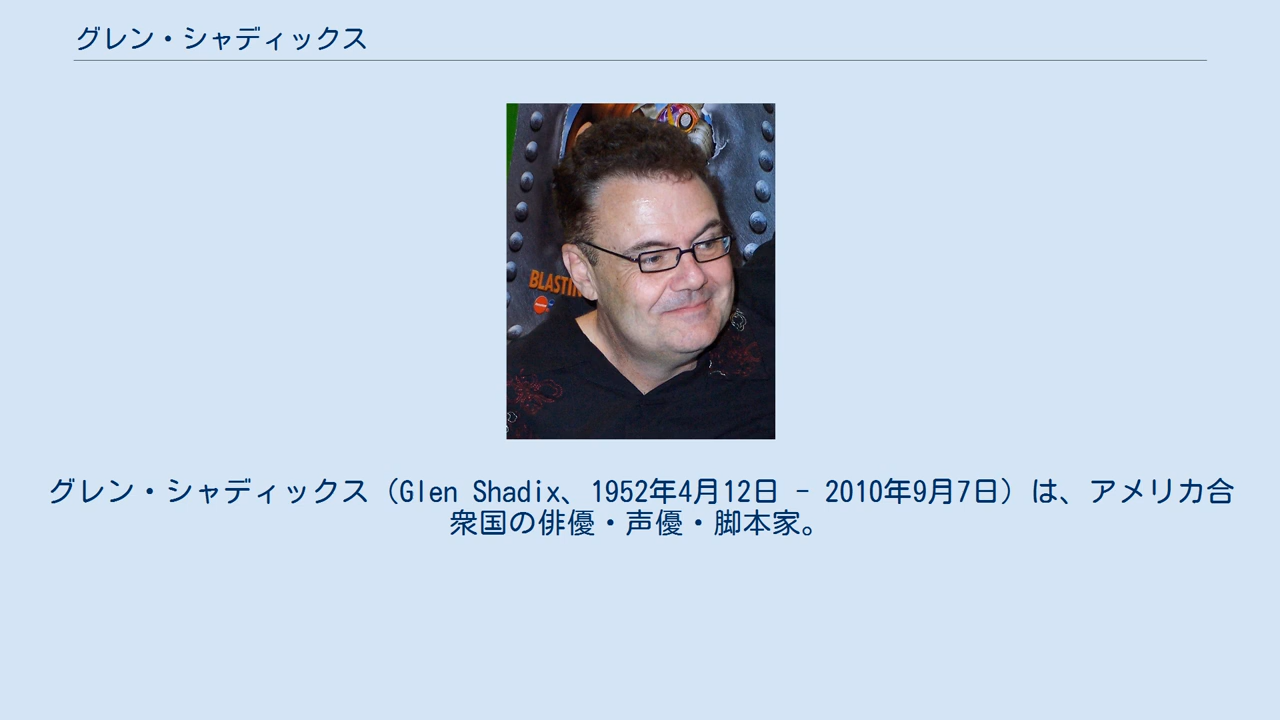 グレン・シャディックス
BLASTIN
グレン・シャディックス（Glen Shadix、1952年4月12日 - 2010年9月7日）は、アメリカ合
衆国の俳優・声優・脚本家。